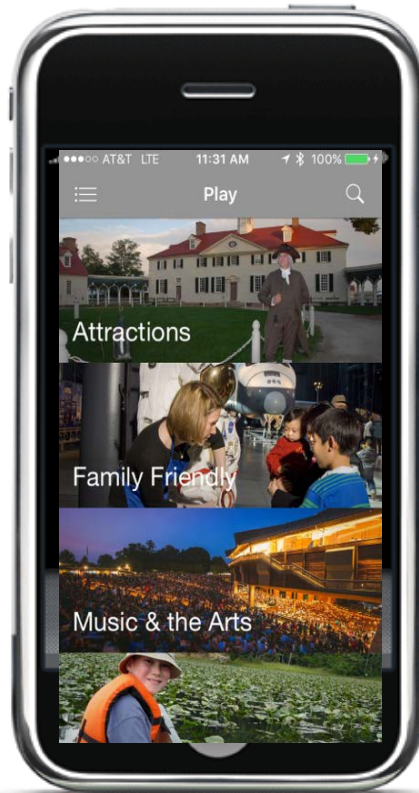 AT&T LTE 11:31 AM 100%
Play
Attractions
Family Friendly
Music & the Arts